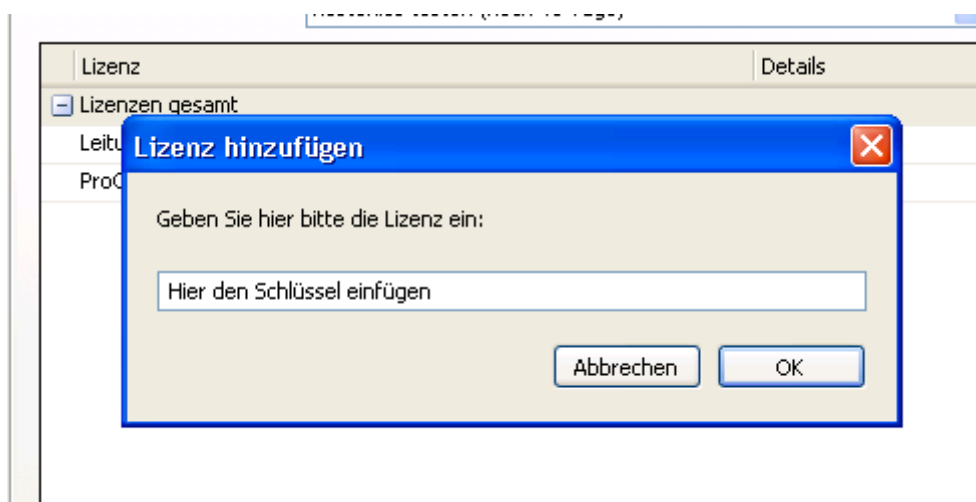 Lizenz Details
Lizenzen gesamt
Lizenz hinzufügen
Geben Sie hier bitte die Lizenz ein:
Hier den Schlüssel einfügen
Abbrechen OK